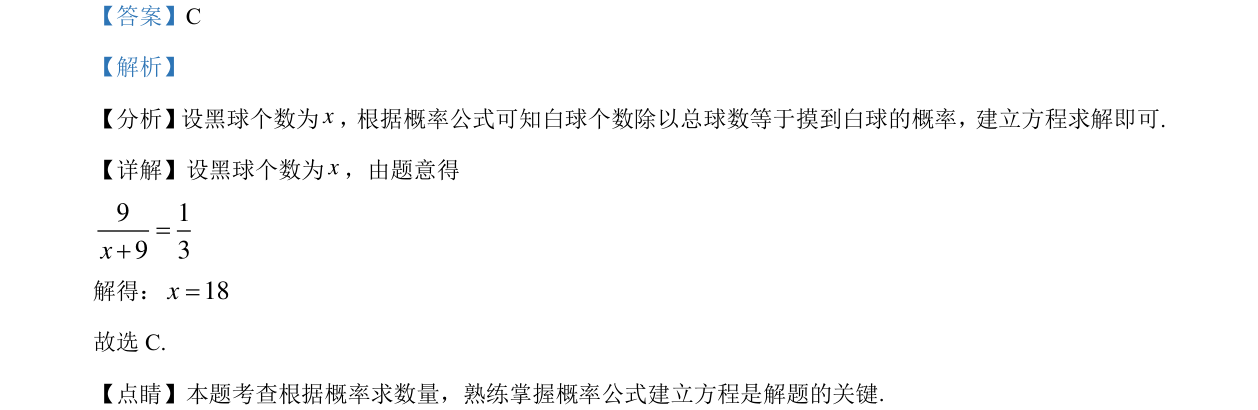 【答案】C
【解析】
【分析】设黑球个数为x，根据概率公式可知白球个数除以总球数等于摸到白球的概率，建立方程求解即可.
【详解】设黑球个数为x，由题意得
9/(x+9)=1/3
解得：x=18
故选 C.
【点睛】本题考查根据概率求数量，熟练掌握概率公式建立方程是解题的关键.